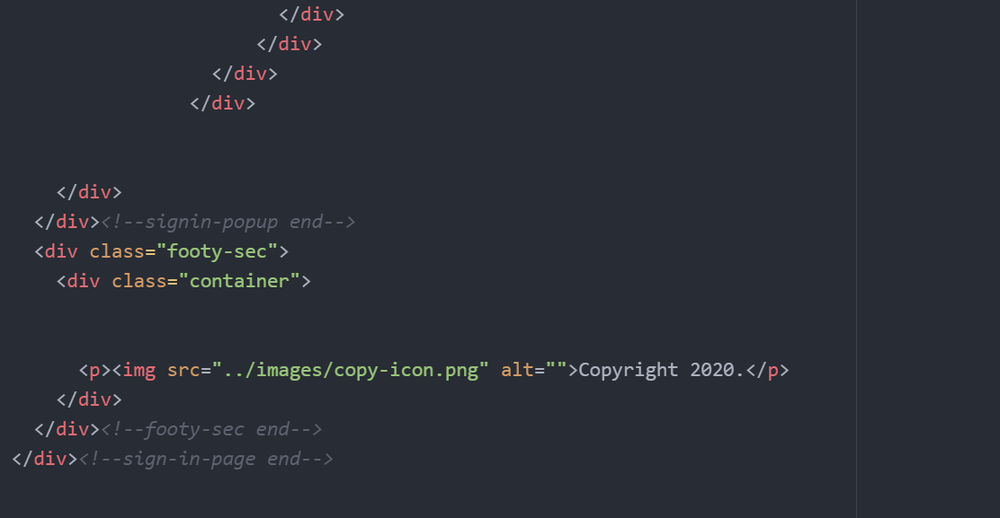 </div>
</div>
</div>
</div>
</div>
</div><!--signin-popup end-->
<div class="footy-sec">
<div class="container">
<p><img src="../images/copy-icon.png" alt="">Copyright 2020.</p>
</div>
</div><!--footy-sec end-->
</div><!--sign-in-page end-->